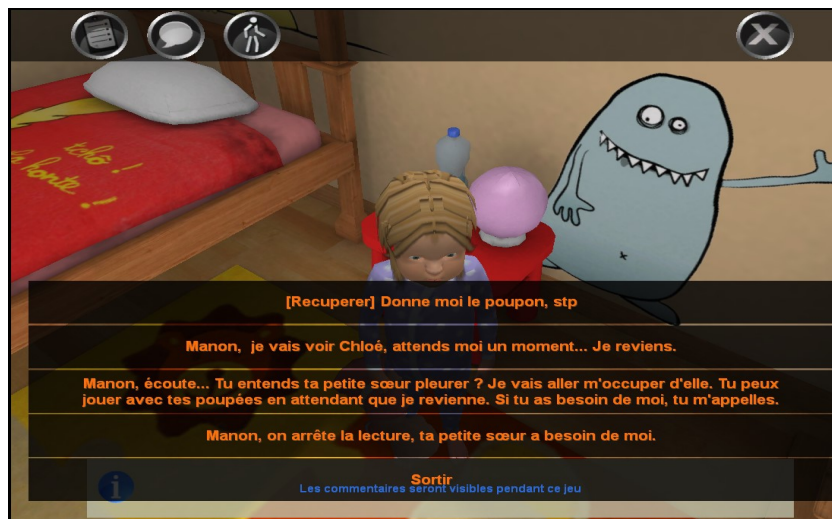 tchô !
la honte !
[Recuperer] Donne moi le poupon, stp
Manon, je vais voir Chloé, attends moi un moment... Je reviens.
Manon, écoute... Tu entends ta petite sœur pleurer ? Je vais aller m'occuper d'elle. Tu peux
jouer avec tes poupées en attendant que je revienne. Si tu as besoin de moi, tu m'appelles.
Manon, on arrête la lecture, ta petite sœur a besoin de moi.
Sortir
Les commentaires seront visibles pendant ce jeu